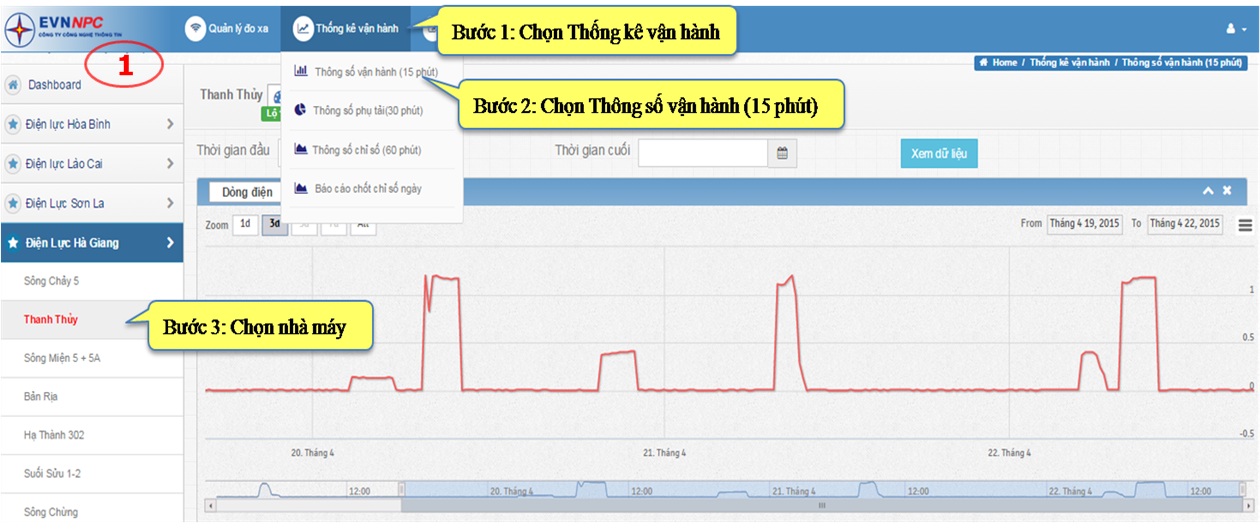 EVNNPC
CÔNG TY CÔNG NGHỆ THÔNG TIN
Quản lý đo xa
Thống kê vận hành
Bước 1: Chọn Thống kê vận hành
1
Home / Thống kê vận hành / Thông số vận hành (15 phút)
Dashboard
Thông số vận hành (15 phút)
Thanh Thủy
Bước 2: Chọn Thông số vận hành (15 phút)
Lộ
Thông số phụ tải(30 phút)
Điện lực Hòa Bình
Thời gian đầu
Thông số chỉ số (60 phút)
Thời gian cuối
Xem dữ liệu
Điện lực Lào Cai
Báo cáo chốt chỉ số ngày
Dòng điện
Điện Lực Sơn La
Zoom 1d 3d All
From Tháng 4 19, 2015 To Tháng 4 22, 2015
Điện Lực Hà Giang
Sông Chảy 5
1
Thanh Thủy
Bước 3: Chọn nhà máy
0.5
Sông Miện 5 + 5A
0
Bản Rịa
Hạ Thành 302
-0.5
20. Tháng 4
21. Tháng 4
22. Tháng 4
Suối Sửu 1-2
12:00
20. Tháng 4
12:00
21. Tháng 4
12:00
22. Tháng 4
12:00
Sông Chừng